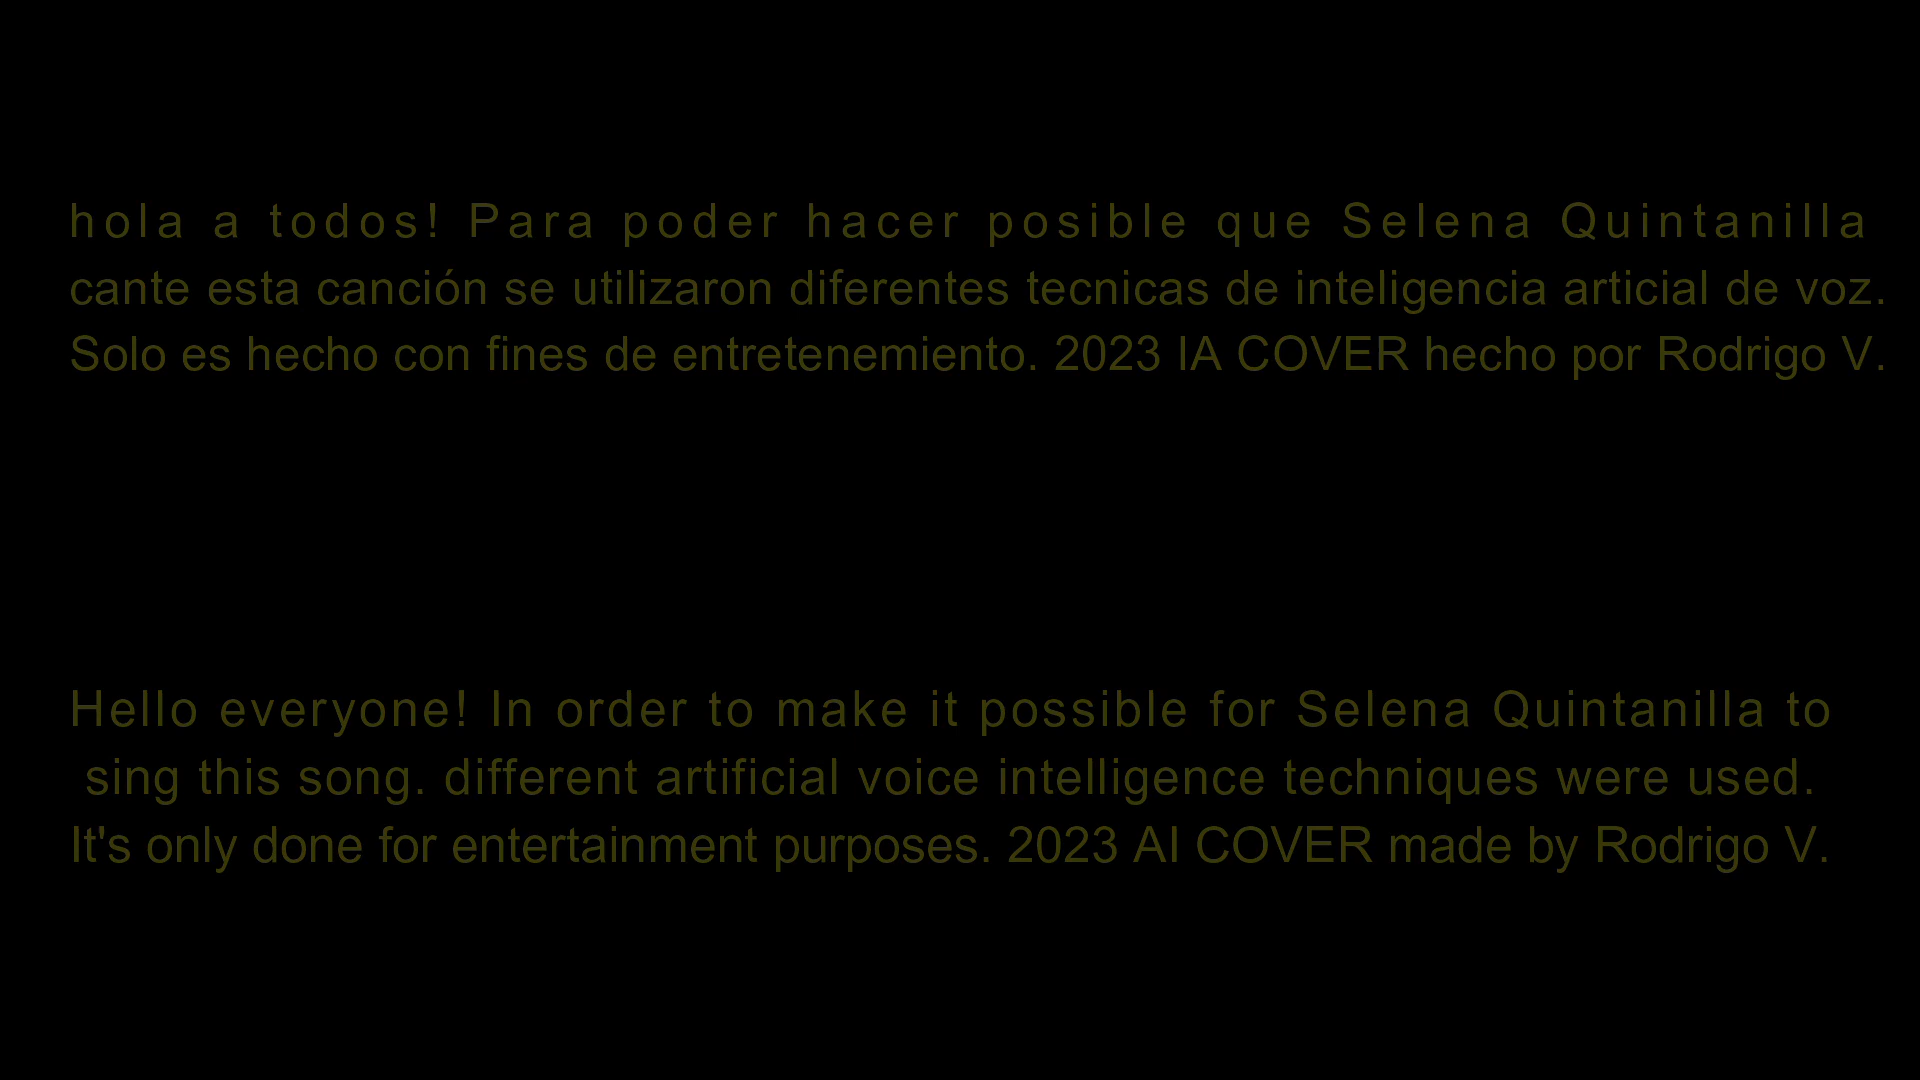 hola a todos! Para poder hacer posible que Selena Quintanilla
cante esta canción se utilizaron diferentes tecnicas de inteligencia articial de voz.
Solo es hecho con fines de entretenemiento. 2023 IA COVER hecho por Rodrigo V.
Hello everyone! In order to make it possible for Selena Quintanilla to
sing this song. different artificial voice intelligence techniques were used.
It's only done for entertainment purposes. 2023 AI COVER made by Rodrigo V.